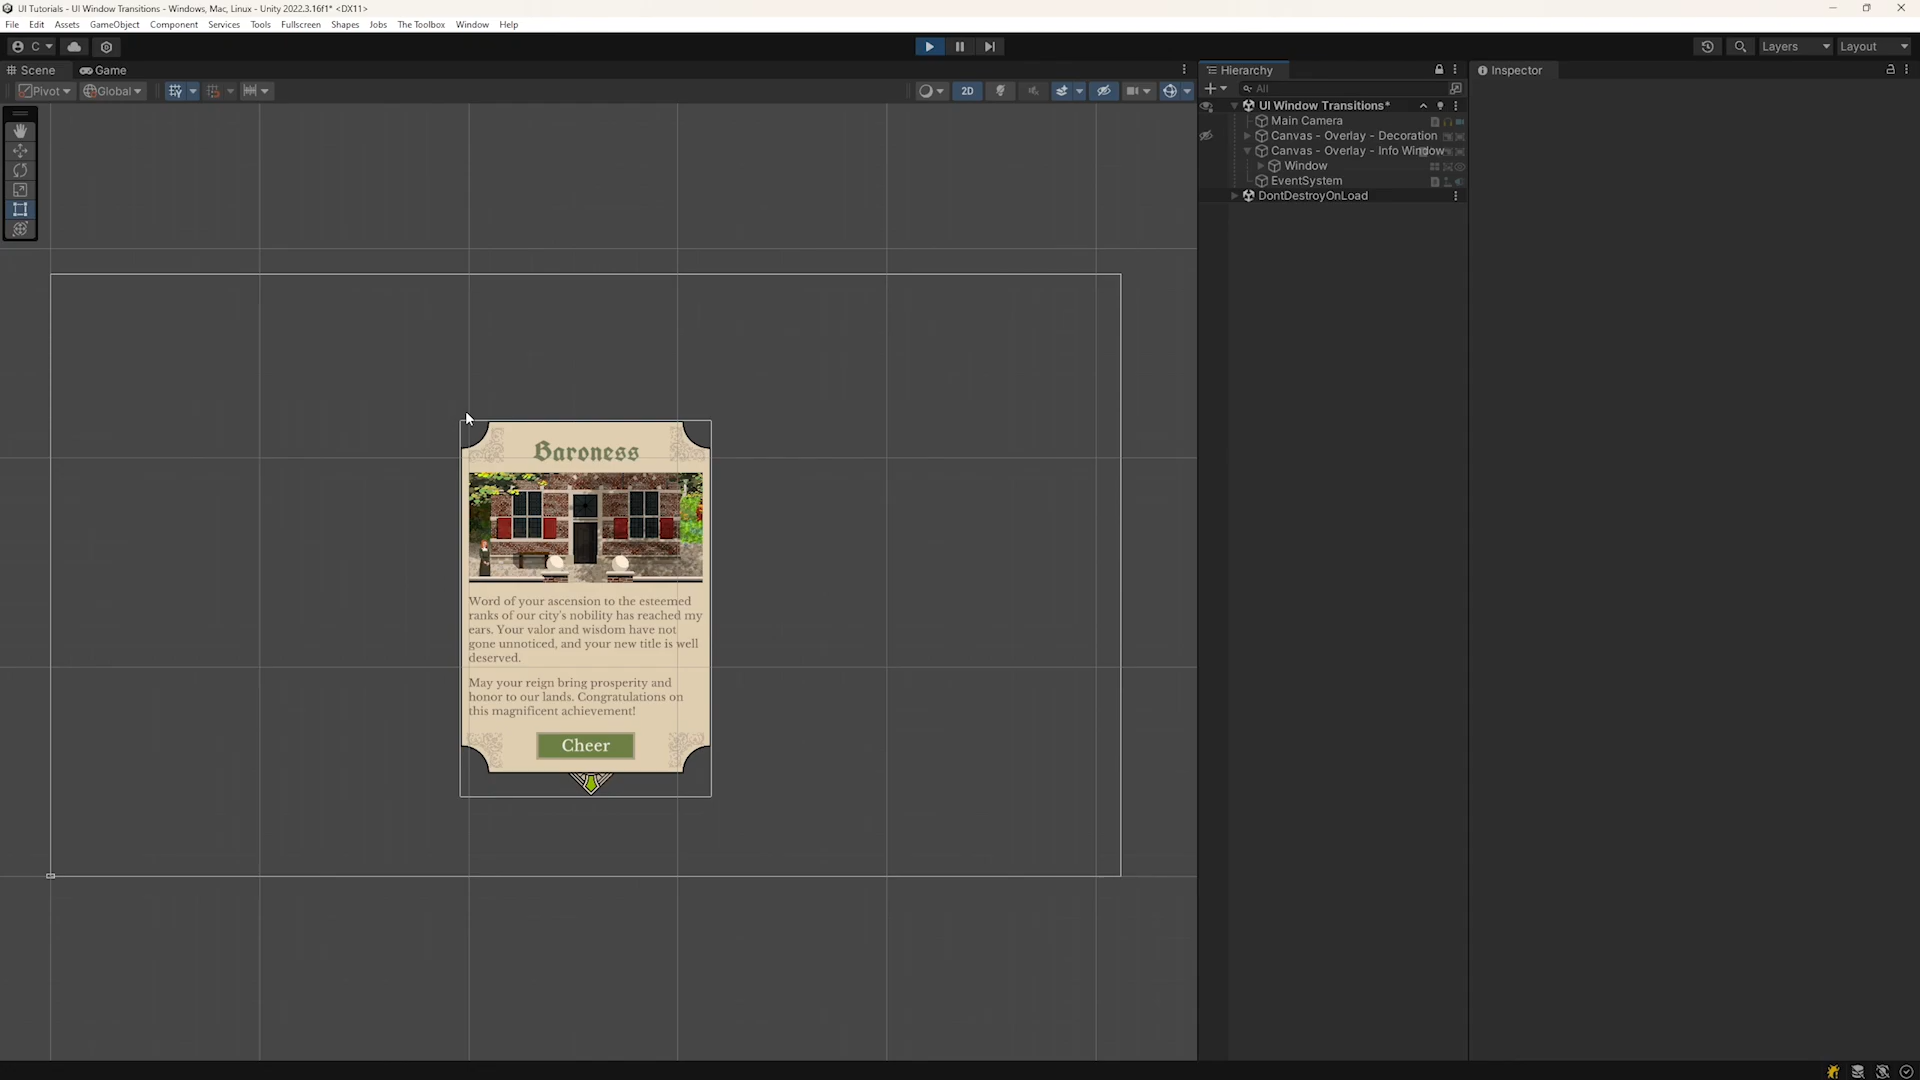 UI Tutorials - UI Window Transitions - Windows, Mac, Linux - Unity 2022.3.16f1* <DX11>
File Edit Assets GameObject Component Services Tools Fullscreen Shapes Jobs The Toolbox Window Help
C
Layers
Layout
Scene
Game
Hierarchy
Inspector
Pivot
Global
2D
All
UI Window Transitions*
Main Camera
Canvas - Overlay - Decoration
Canvas - Overlay - Info Window
Window
EventSystem
DontDestroyOnLoad
Baroness
Word of your ascension to the esteemed
ranks of our city's nobility has reached my
ears. Your valor and wisdom have not
gone unnoticed, and your new title is well
deserved.
May your reign bring prosperity and
honor to our lands. Congratulations on
this magnificent achievement!
Cheer